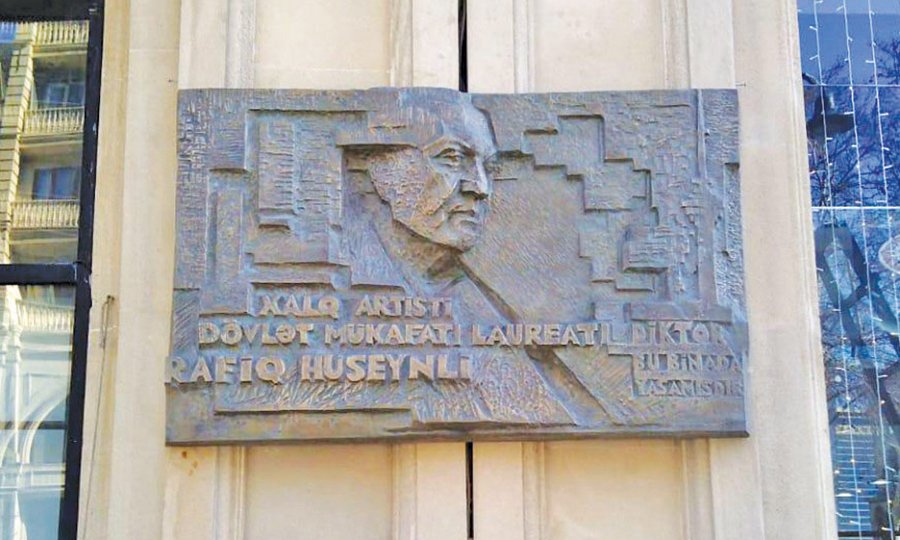 XALQ ARTİSTİ
DÖVLƏT MÜKAFATI LAUREATI, DİKTOR
RAFİQ HÜSEYNLİ
BU BİNADA
YAŞAMIŞDIR